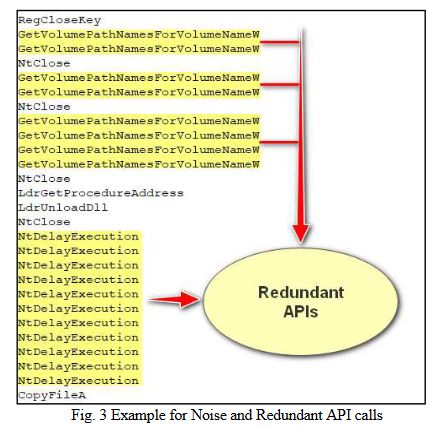 RegCloseKey
GetVolumePathNamesForVolumeNameW
GetVolumePathNamesForVolumeNameW
NtClose
GetVolumePathNamesForVolumeNameW
GetVolumePathNamesForVolumeNameW
NtClose
GetVolumePathNamesForVolumeNameW
GetVolumePathNamesForVolumeNameW
GetVolumePathNamesForVolumeNameW
GetVolumePathNamesForVolumeNameW
NtClose
LdrGetProcedureAddress
LdrUnloadDll
NtClose
NtDelayExecution
NtDelayExecution
NtDelayExecution
NtDelayExecution
NtDelayExecution
NtDelayExecution
NtDelayExecution
NtDelayExecution
NtDelayExecution
NtDelayExecution
NtDelayExecution
CopyFileA
Redundant
APIs
Fig. 3 Example for Noise and Redundant API calls